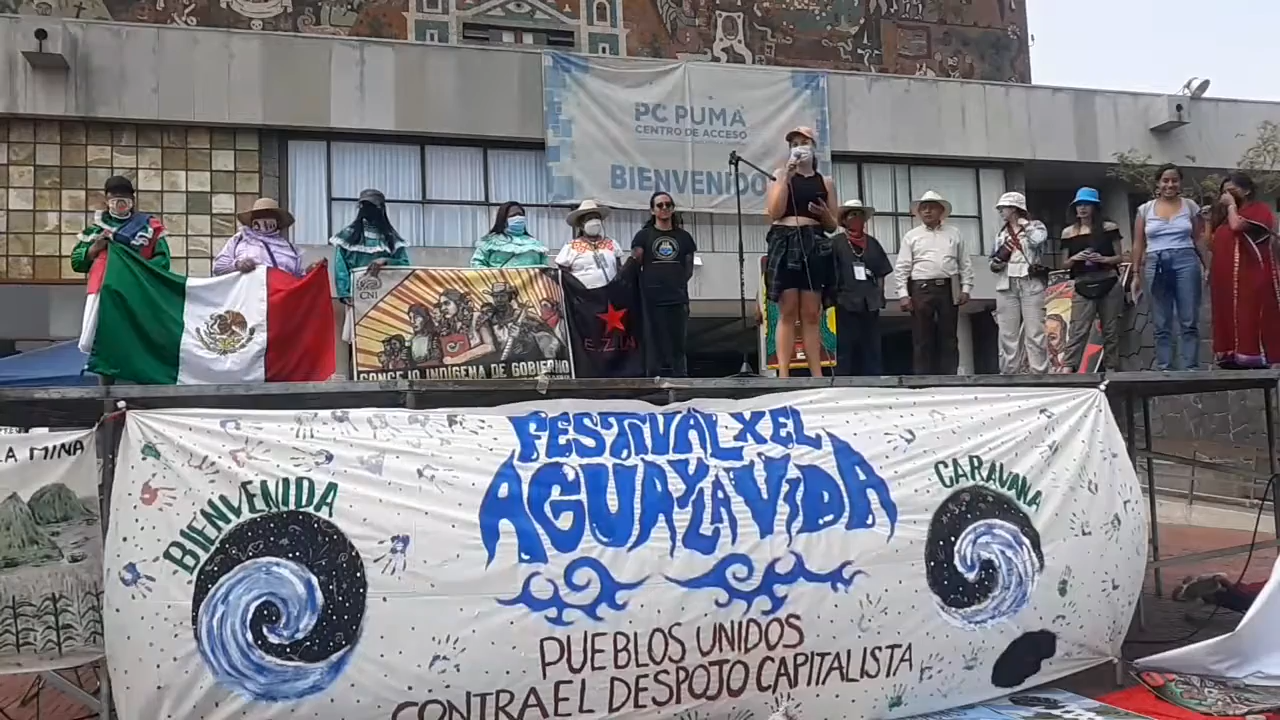 PC PUMA
CENTRO DE ACCESO
BIENVENIDO
CNI
CONCEJO INDÍGENA DE GOBIERNO
E.Z.L.N
LA MINA
BIENVENIDA
FESTIVAL X EL
AGUA Y LA VIDA
CARAVANA
PUEBLOS UNIDOS
CONTRA EL DESPOJO CAPITALISTA